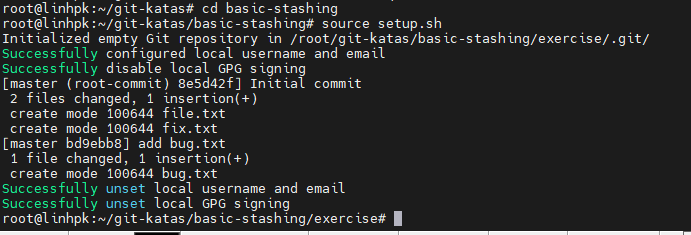 root@linhpk:~/git-katas# cd basic-stashing
root@linhpk:~/git-katas/basic-stashing# source setup.sh
Initialized empty Git repository in /root/git-katas/basic-stashing/exercise/.git/
Successfully configured local username and email
Successfully disable local GPG signing
[master (root-commit) 8e5d42f] Initial commit
 2 files changed, 1 insertion(+)
 create mode 100644 file.txt
 create mode 100644 fix.txt
[master bd9ebb8] add bug.txt
 1 file changed, 1 insertion(+)
 create mode 100644 bug.txt
Successfully unset local username and email
Successfully unset local GPG signing
root@linhpk:~/git-katas/basic-stashing/exercise#